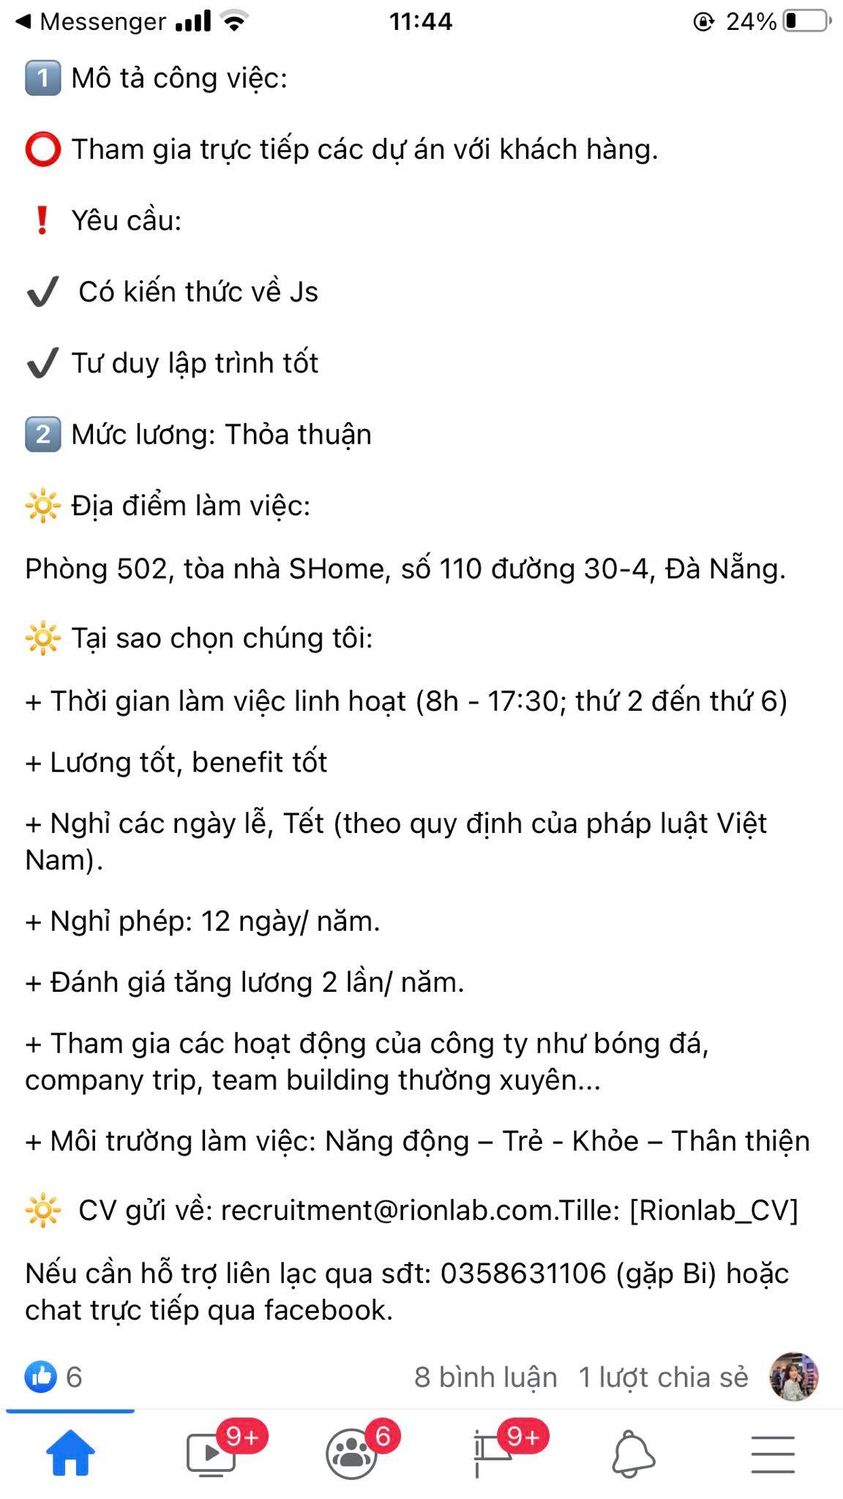 ◀ Messenger 11:44 24%
1 Mô tả công việc:
Tham gia trực tiếp các dự án với khách hàng.
❗ Yêu cầu:
✔ Có kiến thức về Js
✔ Tư duy lập trình tốt
2 Mức lương: Thỏa thuận
Địa điểm làm việc:
Phòng 502, tòa nhà SHome, số 110 đường 30-4, Đà Nẵng.
Tại sao chọn chúng tôi:
+ Thời gian làm việc linh hoạt (8h - 17:30; thứ 2 đến thứ 6)
+ Lương tốt, benefit tốt
+ Nghỉ các ngày lễ, Tết (theo quy định của pháp luật Việt
Nam).
+ Nghỉ phép: 12 ngày/ năm.
+ Đánh giá tăng lương 2 lần/ năm.
+ Tham gia các hoạt động của công ty như bóng đá,
company trip, team building thường xuyên...
+ Môi trường làm việc: Năng động – Trẻ - Khỏe – Thân thiện
CV gửi về: recruitment@rionlab.com.Tille: [Rionlab_CV]
Nếu cần hỗ trợ liên lạc qua sđt: 0358631106 (gặp Bi) hoặc
chat trực tiếp qua facebook.
6 8 bình luận 1 lượt chia sẻ
9+ 6 9+